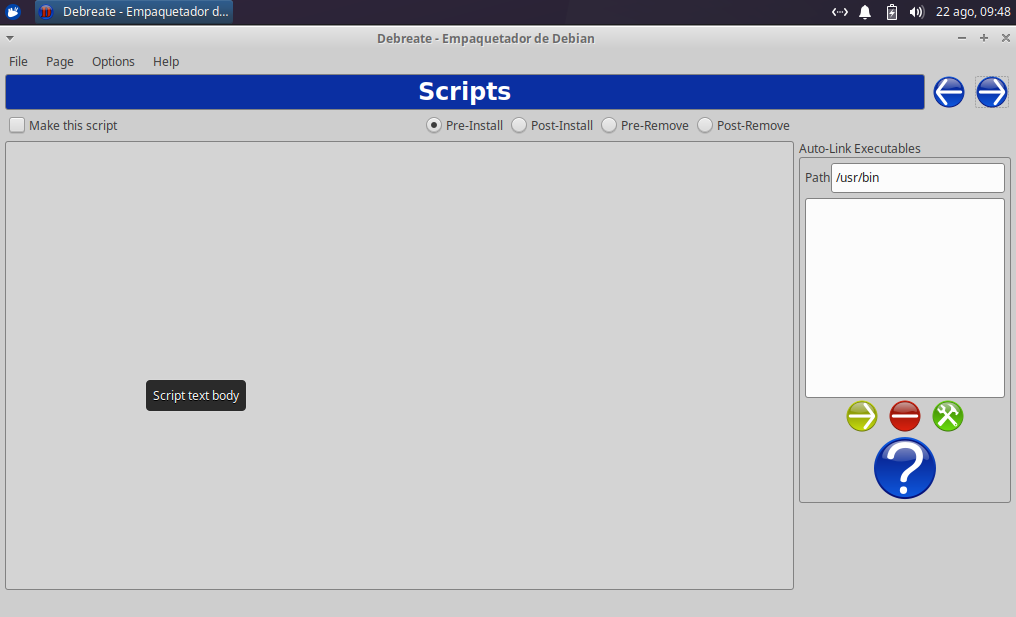 Debreate - Empaquetador d...
22 ago, 09:48
Debreate - Empaquetador de Debian
File Page Options Help
Scripts
Make this script
Pre-Install Post-Install Pre-Remove Post-Remove
Auto-Link Executables
Path /usr/bin
Script text body
?